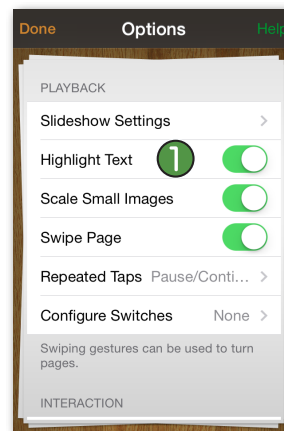 Done Options Help
PLAYBACK
Slideshow Settings
Highlight Text 1
Scale Small Images
Swipe Page
Repeated Taps Pause/Conti...
Configure Switches None
Swiping gestures can be used to turn
pages.
INTERACTION